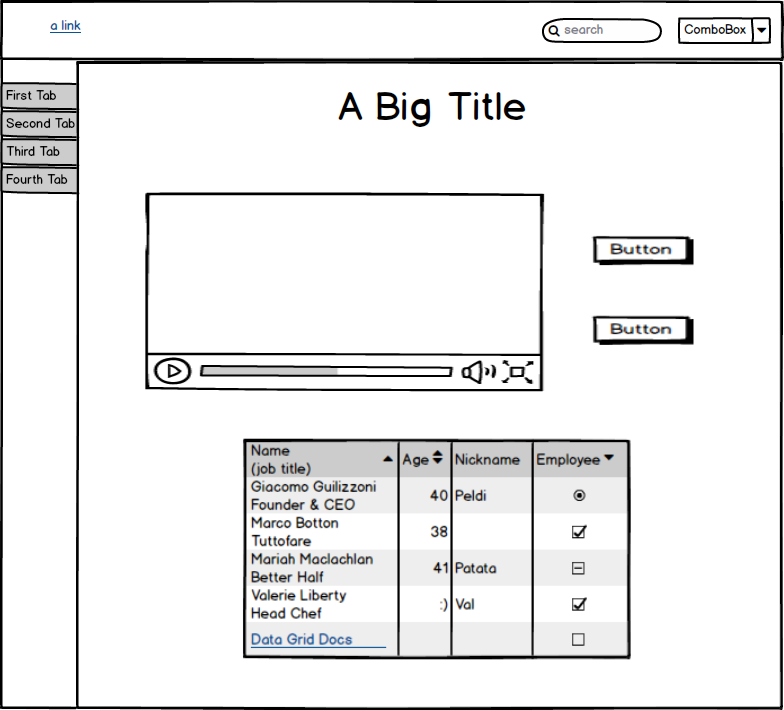 a link
search
ComboBox
First Tab
Second Tab
Third Tab
Fourth Tab
A Big Title
Button
Button
Name
(job title)
Age
Nickname
Employee
Giacomo Guilizzoni
Founder & CEO
40
Peldi
Marco Botton
Tuttofare
38
Mariah Maclachlan
Better Half
41
Patata
Valerie Liberty
Head Chef
:)
Val
Data Grid Docs